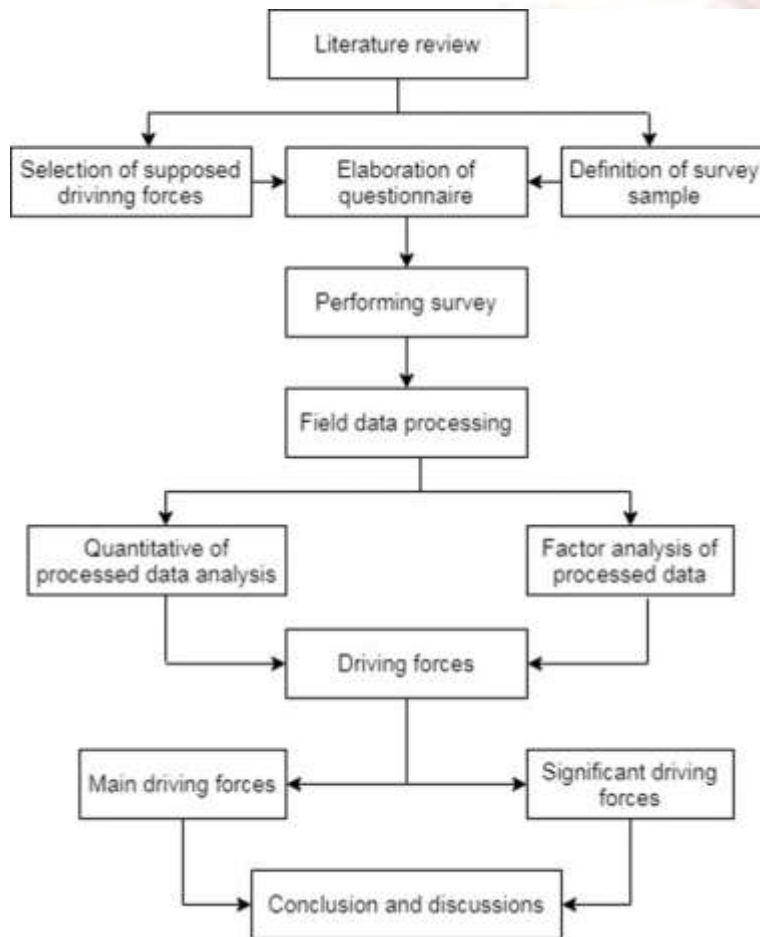 Literature review
Selection of supposed
drivinng forces
Elaboration of
questionnaire
Definition of survey
sample
Performing survey
Field data processing
Quantitative of
processed data analysis
Factor analysis of
processed data
Driving forces
Main driving forces
Significant driving
forces
Conclusion and discussions